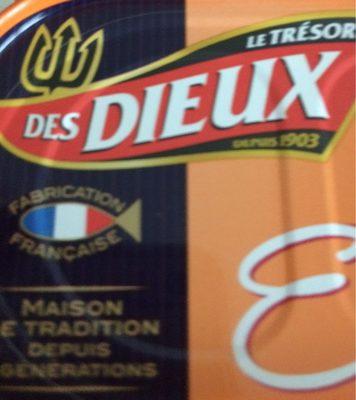 LE TRÉSOR
DES DIEUX
DEPUIS 1903
FABRICATION
FRANÇAISE
MAISON
E TRADITION
DEPUIS
GÉNÉRATIONS
E